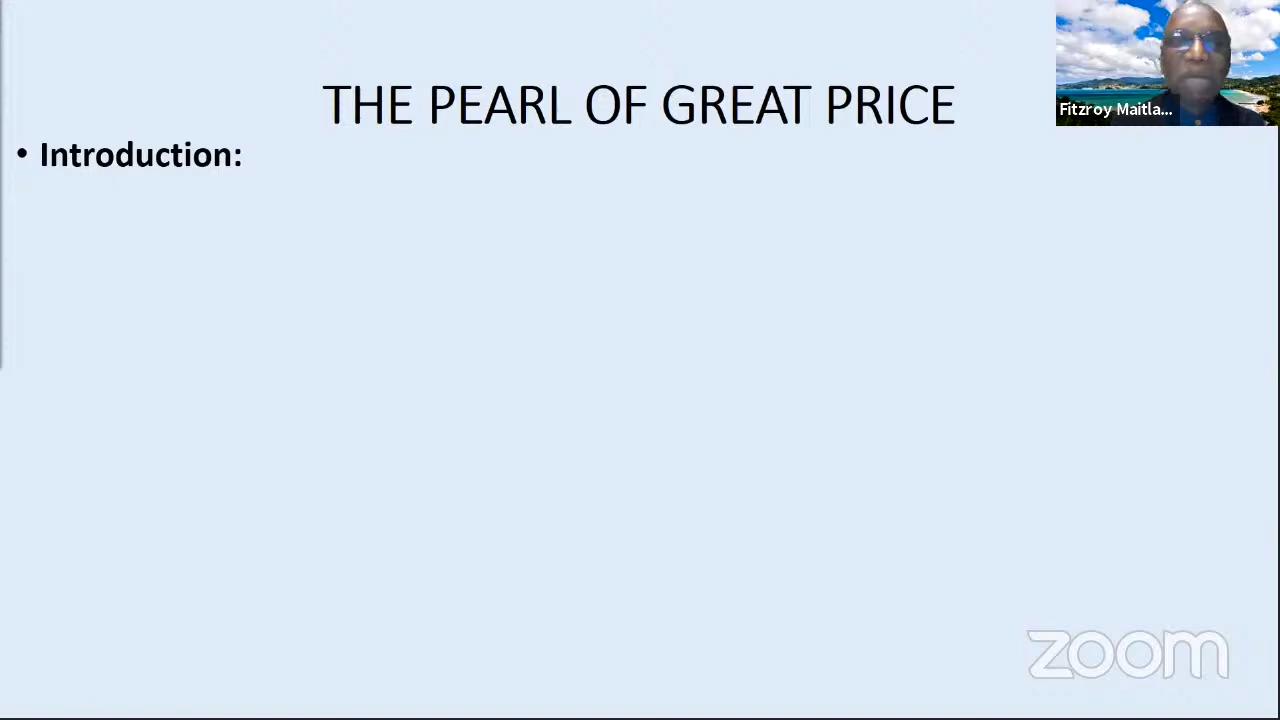 THE PEARL OF GREAT PRICE
Fitzroy Maitla...
• Introduction:
zoom